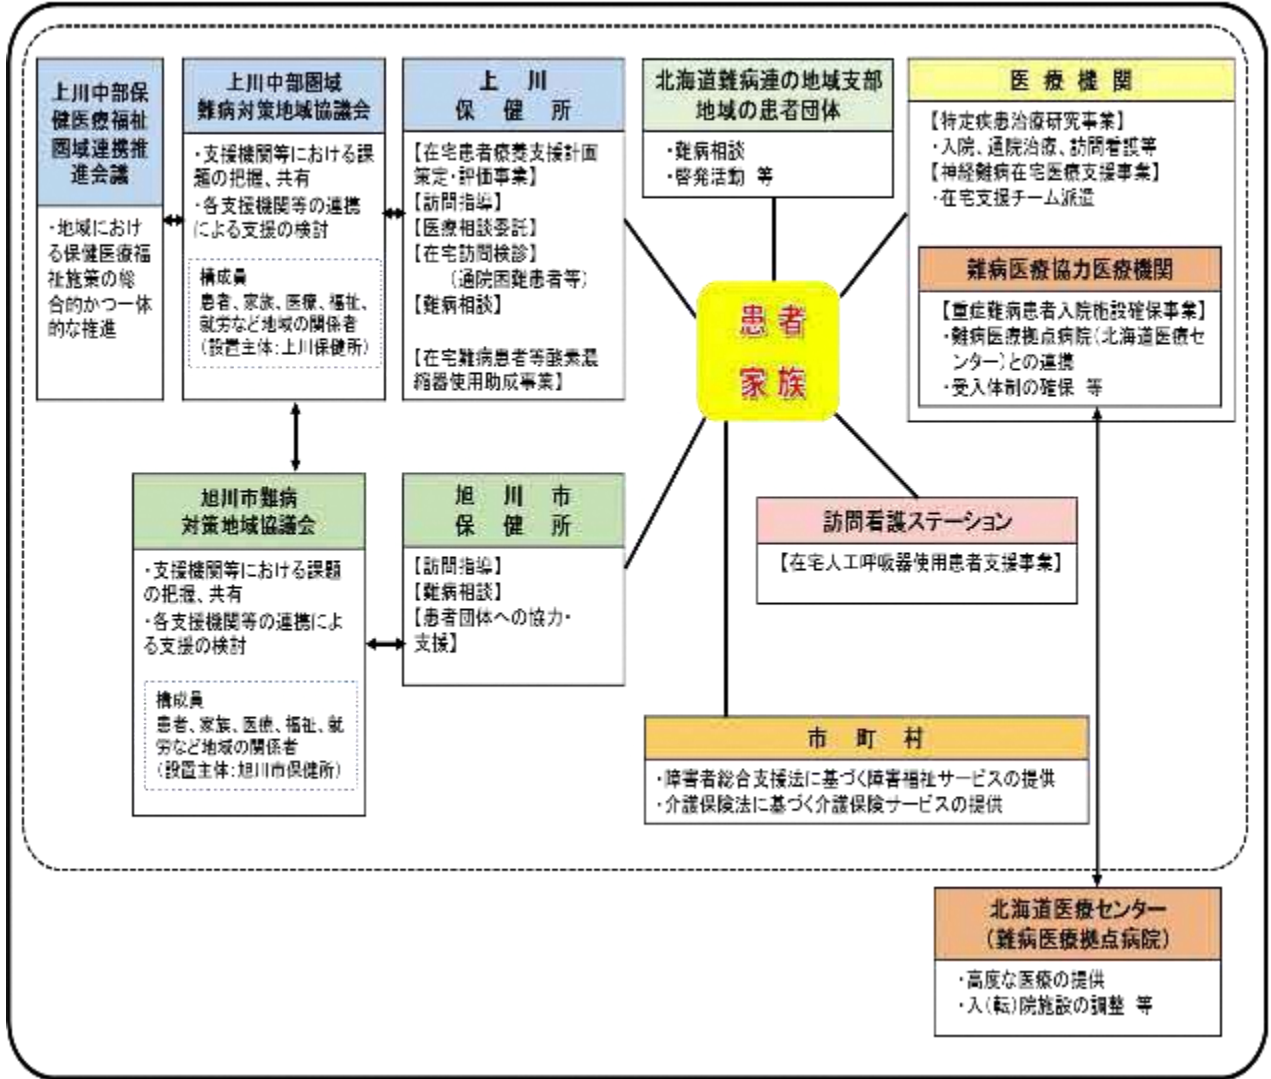 上川中部保
健医療福祉
圏域連携推
進会議
・地域におけ
る保健医療福
祉施策の総
合的かつ一体
的な推進
上川中部圏域
難病対策地域協議会
・支援機関等における課
題の把握、共有
・各支援機関等の連携
による支援の検討
構成員
患者、家族、医療、福祉、
就労など地域の関係者
(設置主体:上川保健所)
上 川
保 健 所
【在宅患者療養支援計画
策定・評価事業】
【訪問指導】
【医療相談委託】
【在宅訪問検診】
(通院困難患者等)
【難病相談】
【在宅難病患者等酸素濃
縮器使用助成事業】
北海道難病連の地域支部
地域の患者団体
・難病相談
・啓発活動 等
医 療 機 関
【特定疾患治療研究事業】
・入院、通院治療、訪問看護等
【神経難病在宅医療支援事業】
・在宅支援チーム派遣
難病医療協力医療機関
【重症難病患者入院施設確保事業】
・難病医療拠点病院(北海道医療セ
ンター)との連携
・受入体制の確保 等
患者
家族
旭川市難病
対策地域協議会
・支援機関等における課題
の把握、共有
・各支援機関等の連携によ
る支援の検討
構成員
患者、家族、医療、福祉、就
労など地域の関係者
(設置主体:旭川市保健所)
旭 川 市
保 健 所
【訪問指導】
【難病相談】
【患者団体への協力・
支援】
訪問看護ステーション
【在宅人工呼吸器使用患者支援事業】
市 町 村
・障害者総合支援法に基づく障害福祉サービスの提供
・介護保険法に基づく介護保険サービスの提供
北海道医療センター
(難病医療拠点病院)
・高度な医療の提供
・入(転)院施設の調整 等